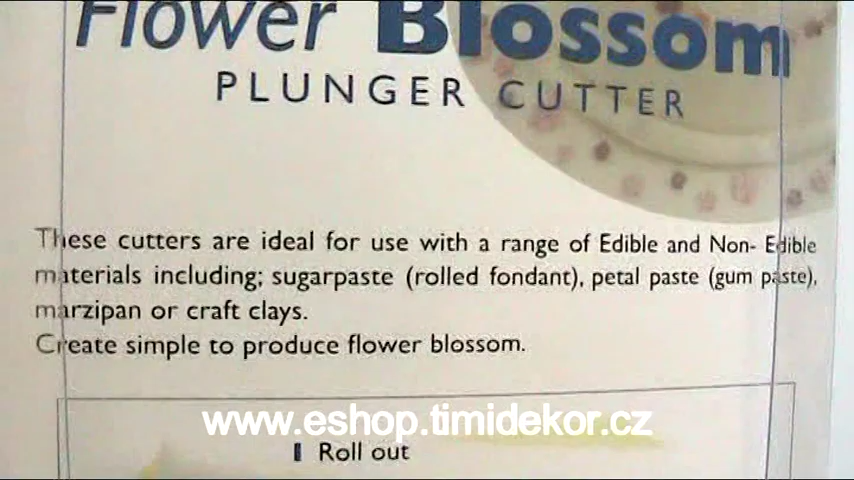 Flower Blossom
PLUNGER CUTTER
These cutters are ideal for use with a range of Edible and Non- Edible
materials including; sugarpaste (rolled fondant), petal paste (gum paste),
marzipan or craft clays.
Create simple to produce flower blossom.
www.eshop.timidekor.cz
1 Roll out